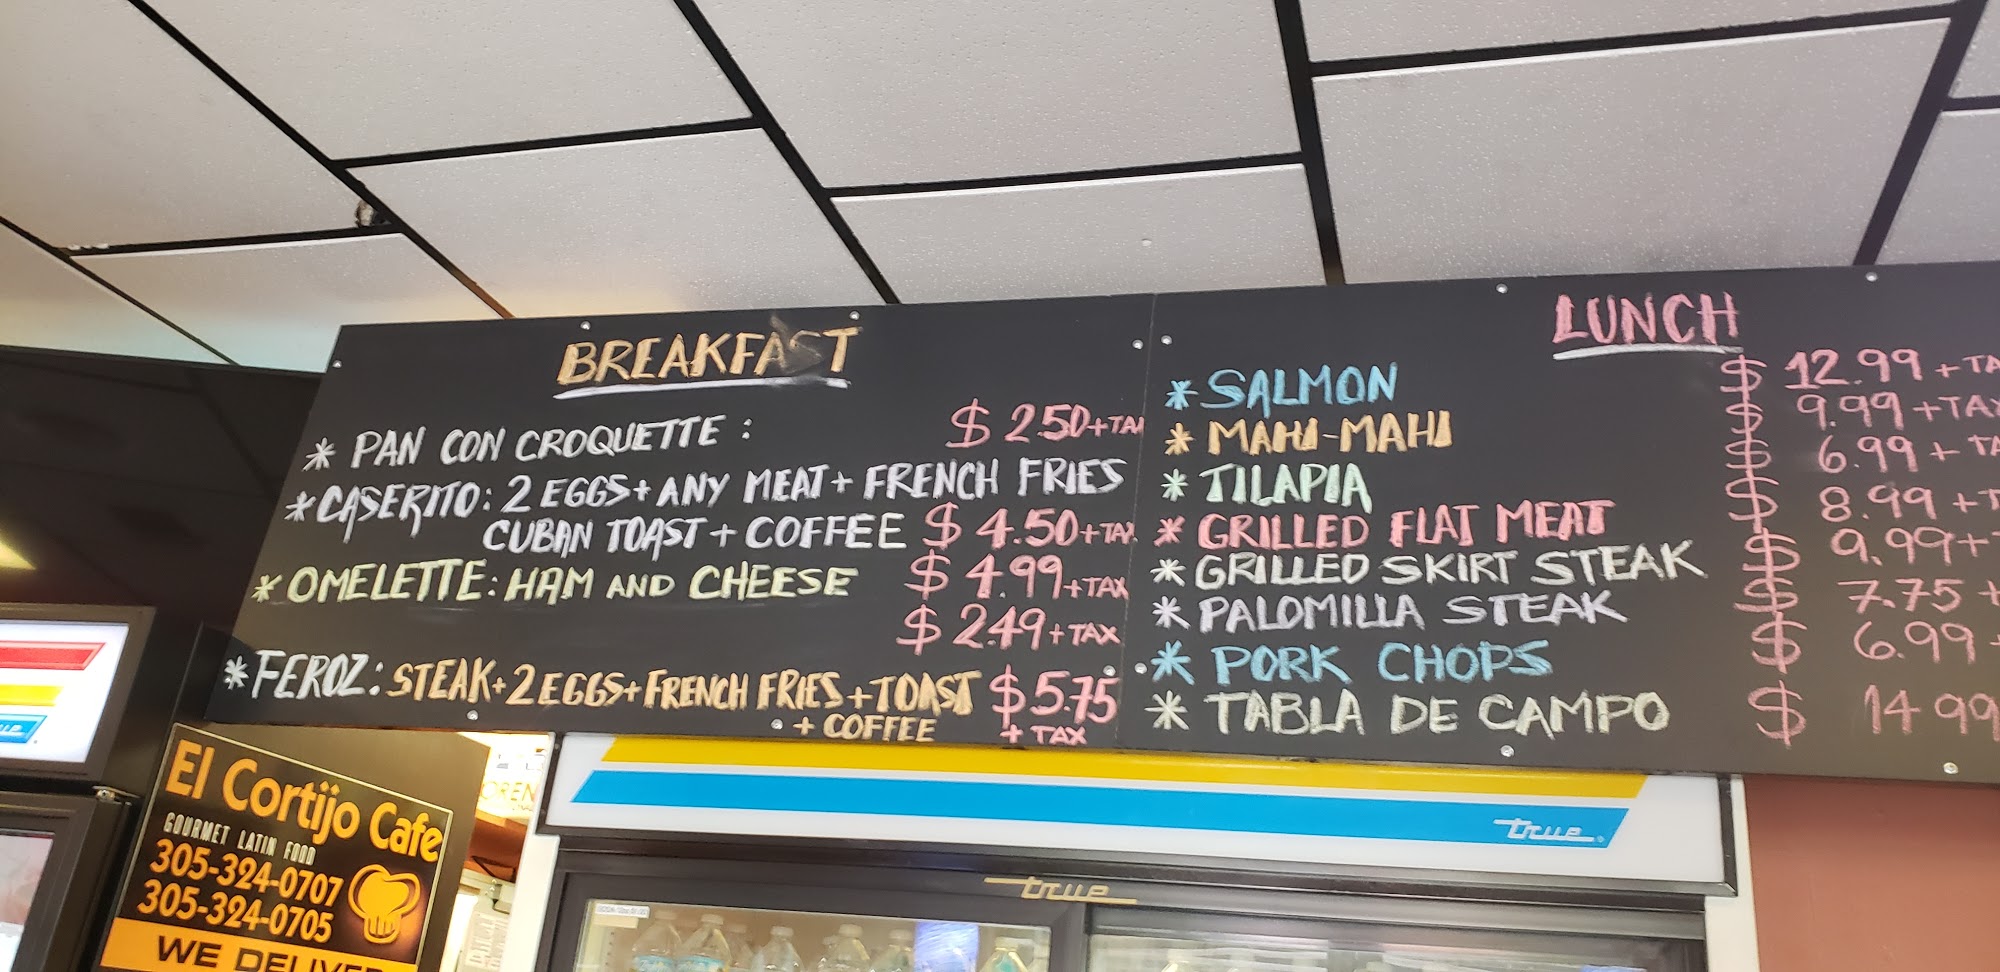 BREAKFAST
* PAN CON CROQUETTE : $ 2.50+TAX
* CASERITO: 2 EGGS+ ANY MEAT+ FRENCH FRIES
CUBAN TOAST + COFFEE $ 4.50+TAX
* OMELETTE: HAM AND CHEESE $ 4.99+TAX
$ 2.49+TAX
* FEROZ: STEAK+2 EGGS+FRENCH FRIES+TOAST $5.75
+ COFFEE + TAX
LUNCH
* SALMON $ 12.99+TA
* MAHI-MAHI $ 9.99+TAX
* TILAPIA $ 6.99+TA
* GRILLED FLAT MEAT $ 8.99+T
* GRILLED SKIRT STEAK $ 9.99+
* PALOMILLA STEAK $ 7.75+
* PORK CHOPS $ 6.99+
* TABLA DE CAMPO $ 14 99
El Cortijo Cafe
GOURMET LATIN FOOD
305-324-0707
305-324-0705
WE DELIVER
true
true